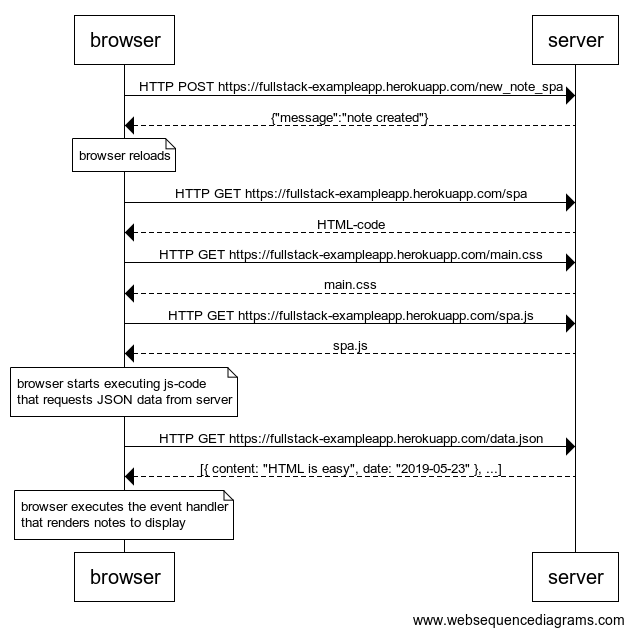 browser
server
HTTP POST https://fullstack-exampleapp.herokuapp.com/new_note_spa
{"message":"note created"}
browser reloads
HTTP GET https://fullstack-exampleapp.herokuapp.com/spa
HTML-code
HTTP GET https://fullstack-exampleapp.herokuapp.com/main.css
main.css
HTTP GET https://fullstack-exampleapp.herokuapp.com/spa.js
spa.js
browser starts executing js-code
that requests JSON data from server
HTTP GET https://fullstack-exampleapp.herokuapp.com/data.json
[{ content: "HTML is easy", date: "2019-05-23" }, ...]
browser executes the event handler
that renders notes to display
browser
server
www.websequencediagrams.com